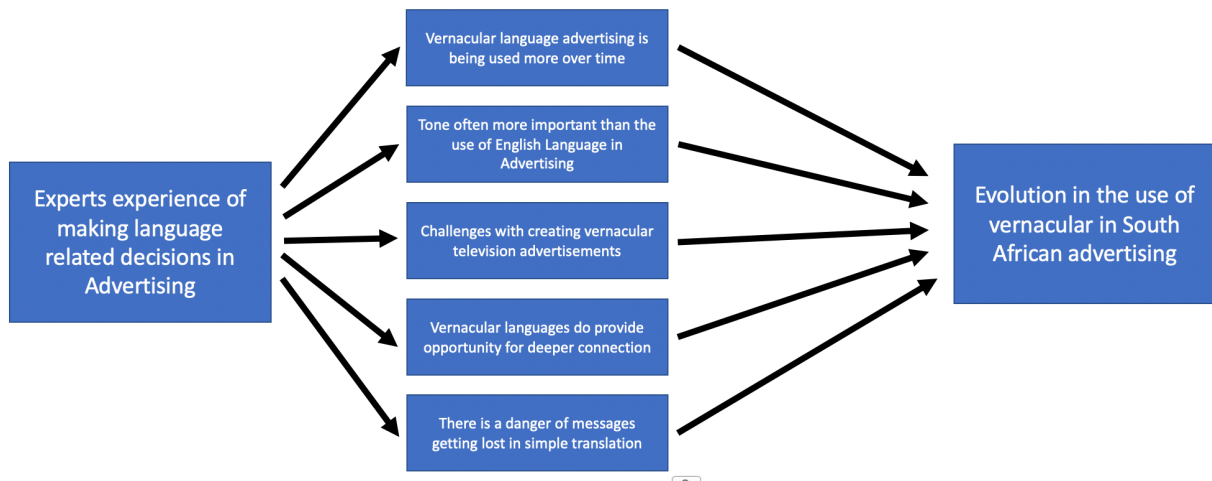 Experts experience of
making language
related decisions in
Advertising
Vernacular language advertising is
being used more over time
Tone often more important than the
use of English Language in
Advertising
Challenges with creating vernacular
television advertisements
Vernacular languages do provide
opportunity for deeper connection
There is a danger of messages
getting lost in simple translation
Evolution in the use of
vernacular in South
African advertising